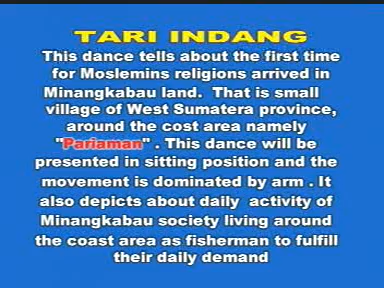 TARI INDANG
This dance tells about the first time
for Moslemins religions arrived in
Minangkabau land. That is small
village of West Sumatera province,
around the cost area namely
"Pariaman" . This dance will be
presented in sitting position and the
movement is dominated by arm . It
also depicts about daily activity of
Minangkabau society living around
the coast area as fisherman to fulfill
their daily demand